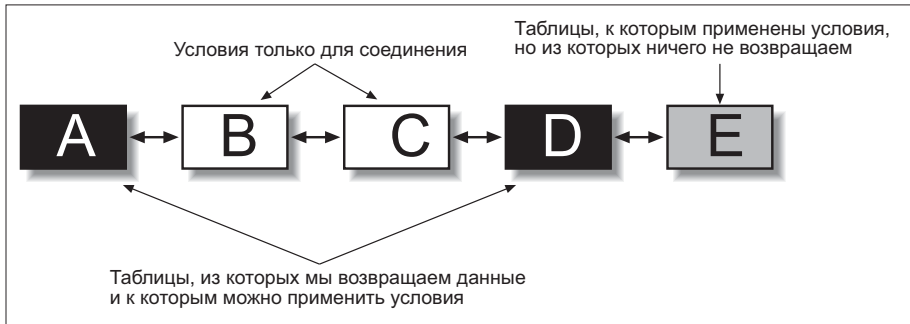 Таблицы, к которым применены условия,
но из которых ничего не возвращаем
Условия только для соединения
A B C D E
Таблицы, из которых мы возвращаем данные
и к которым можно применить условия